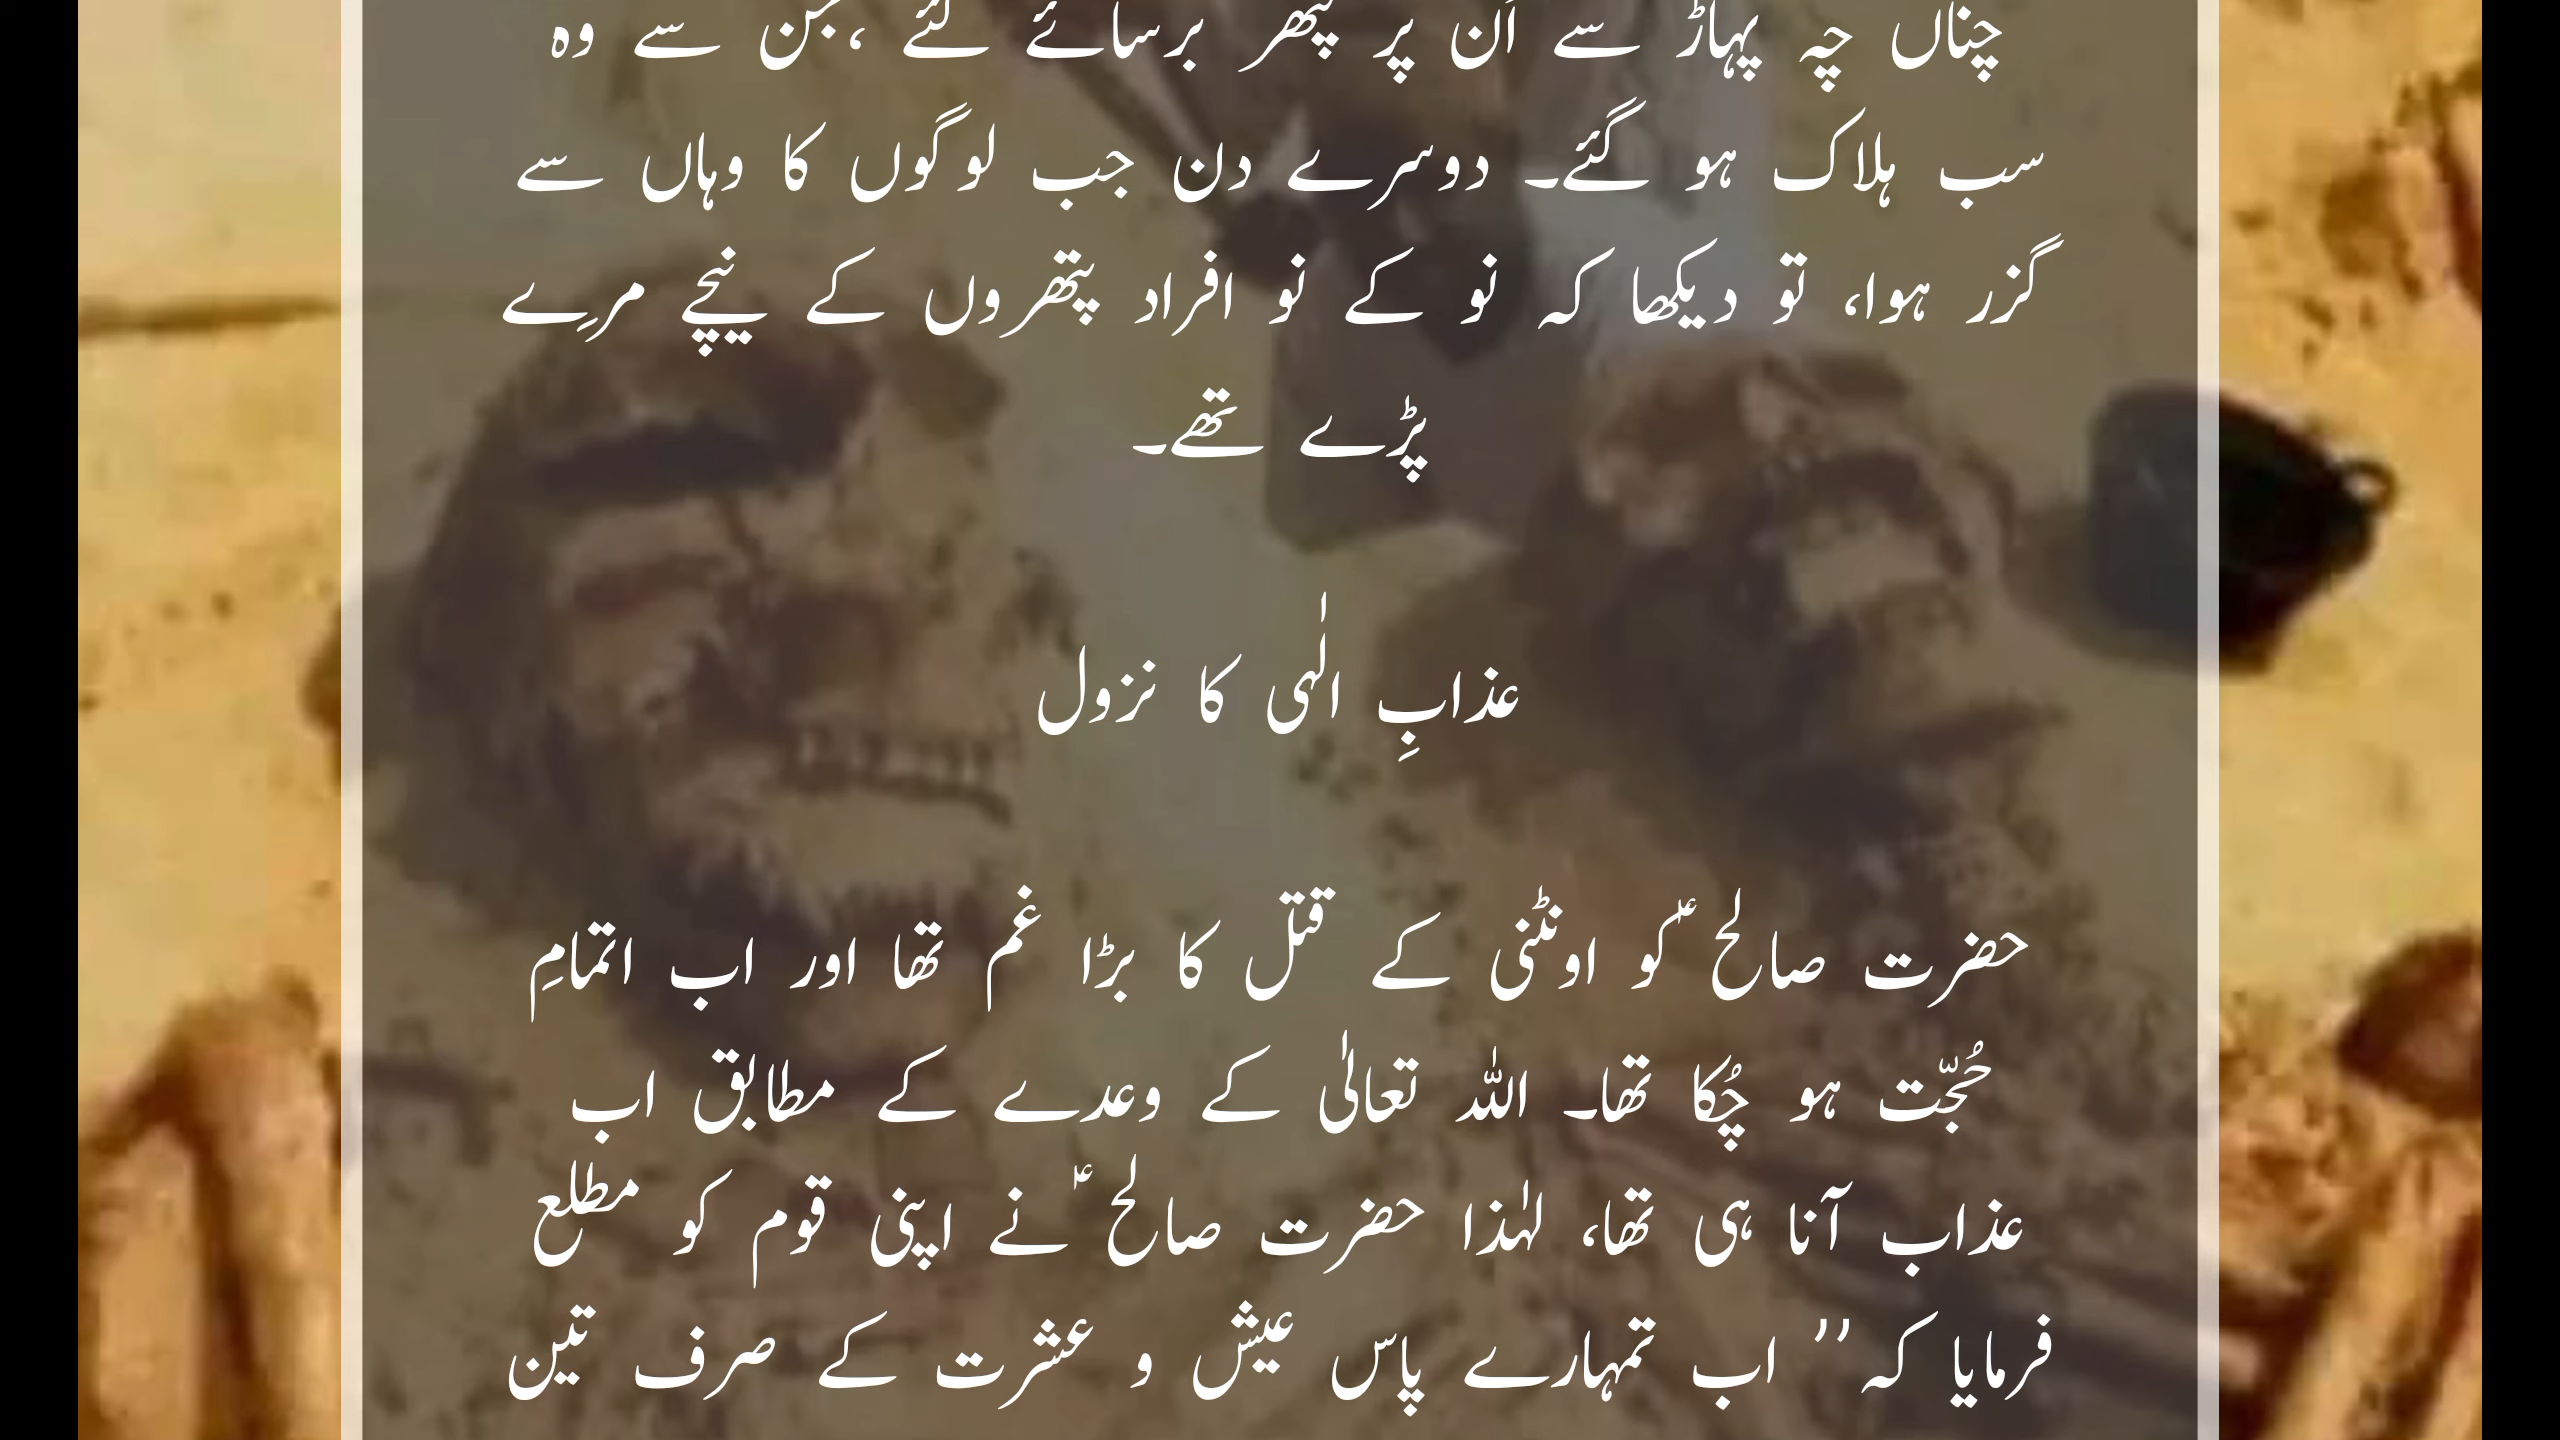 چناں چہ پہاڑ سے اُن پر پتھر برسائے گئے ،جن سے وہ
سب ہلاک ہو گئے۔ دوسرے دن جب لوگوں کا وہاں سے
گزر ہوا، تو دیکھا کہ نو کے نو افراد پتھروں کے نیچے مرے
پڑے تھے۔
عذابِ الٰہی کا نزول
حضرت صالح ؑکو اونٹنی کے قتل کا بڑا غم تھا اور اب اتمامِ
حُجّت ہو چُکا تھا۔ اللہ تعالیٰ کے وعدے کے مطابق اب
عذاب آنا ہی تھا، لہٰذا حضرت صالح ؑنے اپنی قوم کو مطلع
فرمایا کہ’’ اب تمہارے پاس عیش و عشرت کے صرف تین